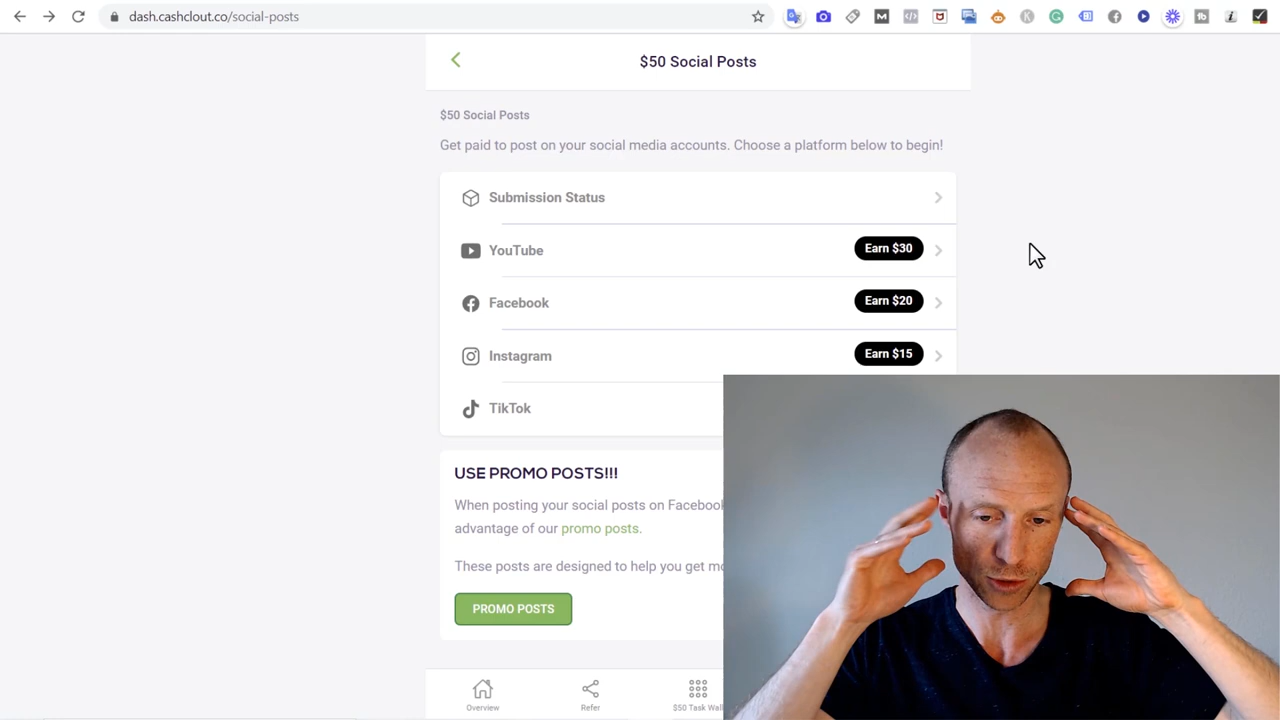 dash.cashclout.co/social-posts
$50 Social Posts
$50 Social Posts
Get paid to post on your social media accounts. Choose a platform below to begin!
Submission Status
YouTube Earn $30
Facebook Earn $20
Instagram Earn $15
TikTok
USE PROMO POSTS!!!
When posting your social posts on Facebook
advantage of our promo posts.
These posts are designed to help you get
PROMO POSTS
Overview Refer $50 Task Wall